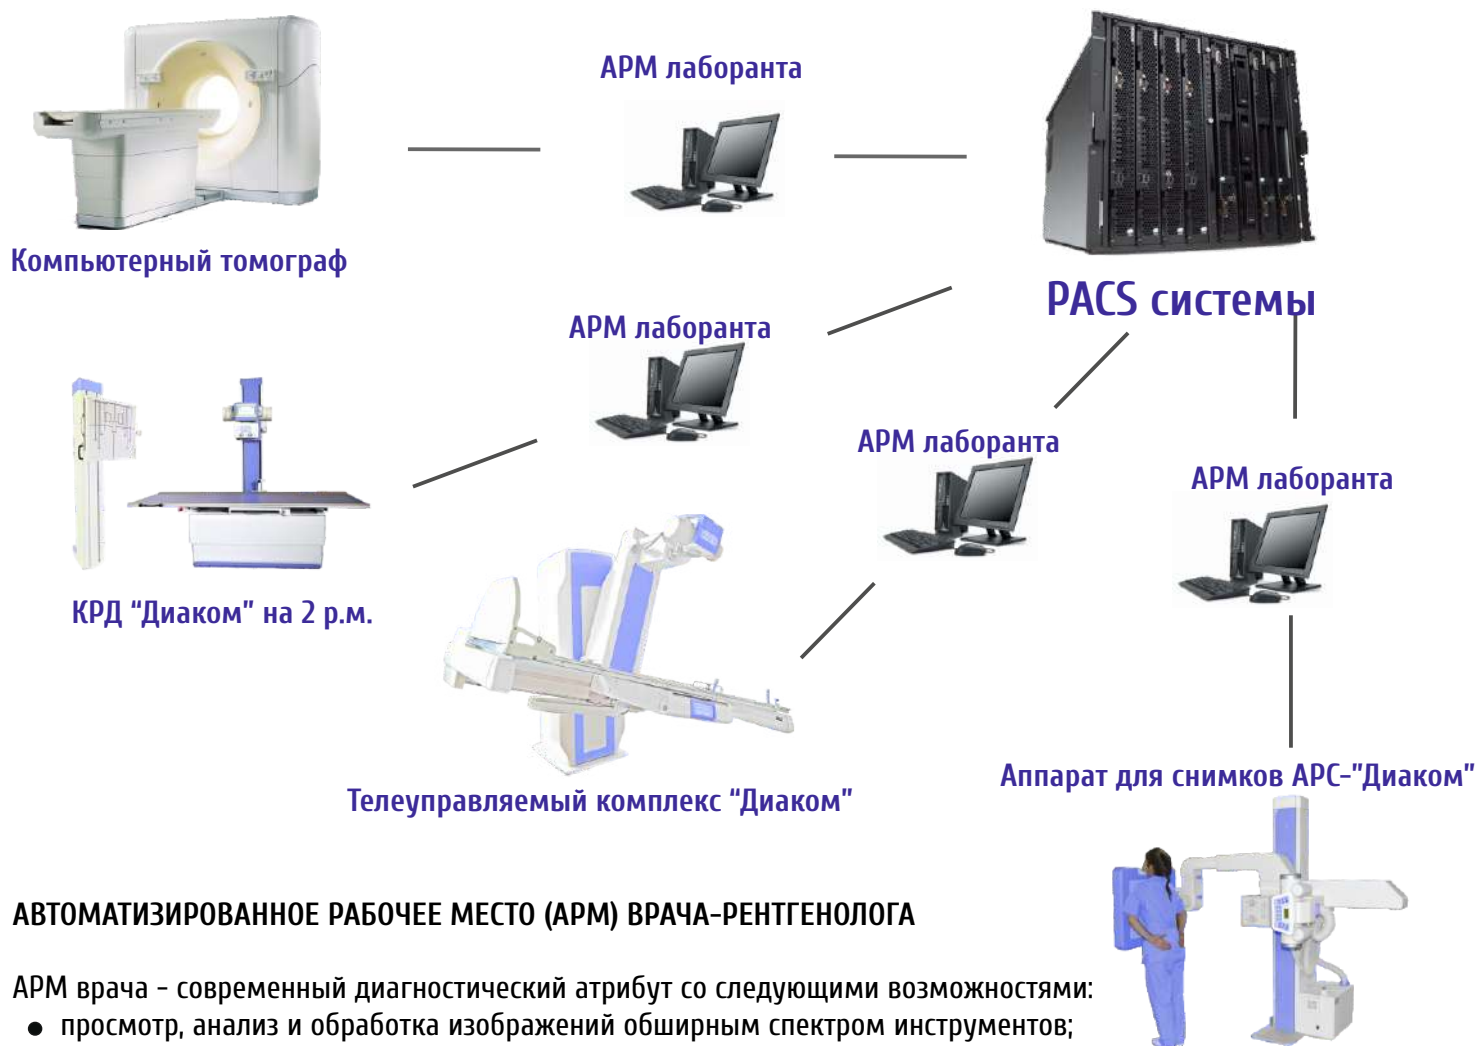 АРМ лаборанта
Компьютерный томограф
PACS системы
АРМ лаборанта
АРМ лаборанта
АРМ лаборанта
КРД “Диаком” на 2 р.м.
Телеуправляемый комплекс “Диаком”
Аппарат для снимков АРС-”Диаком”
АВТОМАТИЗИРОВАННОЕ РАБОЧЕЕ МЕСТО (АРМ) ВРАЧА-РЕНТГЕНОЛОГА
АРМ врача - современный диагностический атрибут со следующими возможностями:
● просмотр, анализ и обработка изображений обширным спектром инструментов;